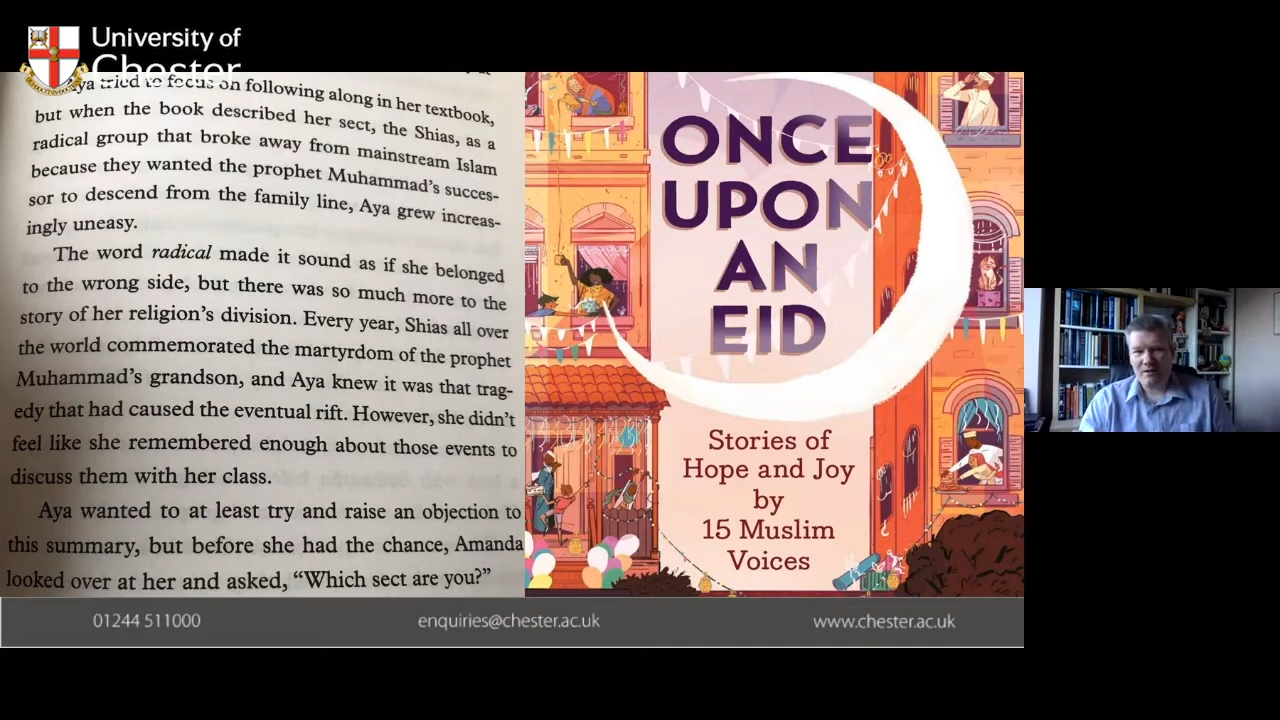 University of
Chester
Aya tried to focus on following along in her textbook,
but when the book described her sect, the Shias, as a
radical group that broke away from mainstream Islam
because they wanted the prophet Muhammad's succes-
sor to descend from the family line, Aya grew increas-
ingly uneasy.
The word radical made it sound as if she belonged
to the wrong side, but there was so much more to the
story of her religion's division. Every year, Shias all over
the world commemorated the martyrdom of the prophet
Muhammad's grandson, and Aya knew it was that trag-
edy that had caused the eventual rift. However, she didn't
feel like she remembered enough about those events to
discuss them with her class.
Aya wanted to at least try and raise an objection to
this summary, but before she had the chance, Amanda
looked over at her and asked, "Which sect are you?"
ONCE
UPON
AN
EID
Stories of
Hope and Joy
by
15 Muslim
Voices
01244 511000
enquiries@chester.ac.uk
www.chester.ac.uk